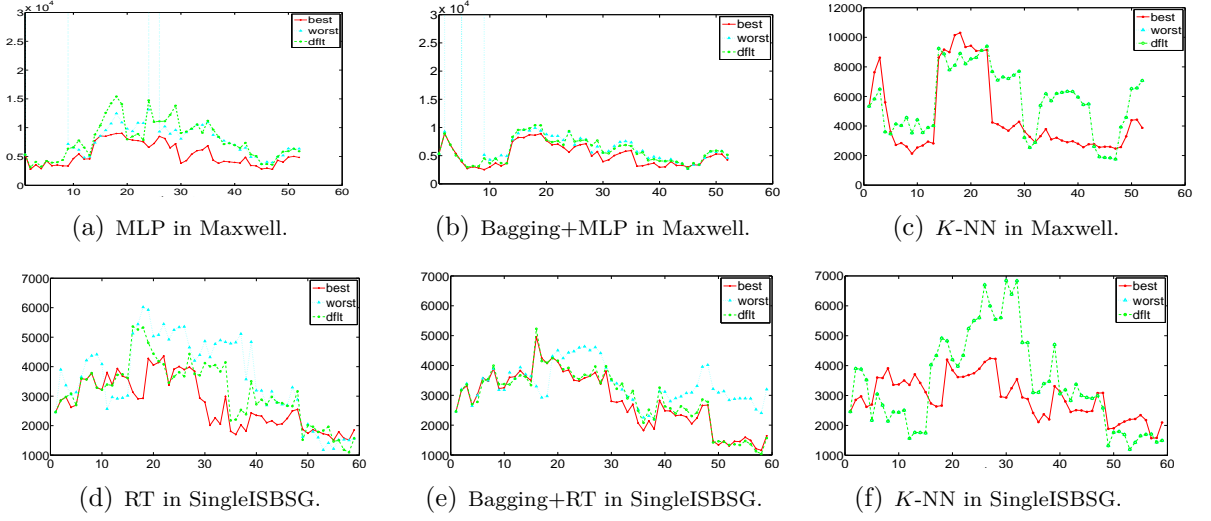 3 x 10^4
2.5
2
1.5
1
0.5
0
10 20 30 40 50 60
best
worst
dflt
(a) MLP in Maxwell.
3 x 10^4
2.5
2
1.5
1
0.5
0
10 20 30 40 50 60
best
worst
dflt
(b) Bagging+MLP in Maxwell.
12000
10000
8000
6000
4000
2000
0
0 10 20 30 40 50 60
best
worst
dflt
(c) K-NN in Maxwell.
7000
6000
5000
4000
3000
2000
1000
0 10 20 30 40 50 60
best
worst
dflt
(d) RT in SingleISBSG.
7000
6000
5000
4000
3000
2000
1000
0 10 20 30 40 50 60
best
worst
dflt
(e) Bagging+RT in SingleISBSG.
7000
6000
5000
4000
3000
2000
1000
0 10 20 30 40 50 60
best
worst
dflt
(f) K-NN in SingleISBSG.